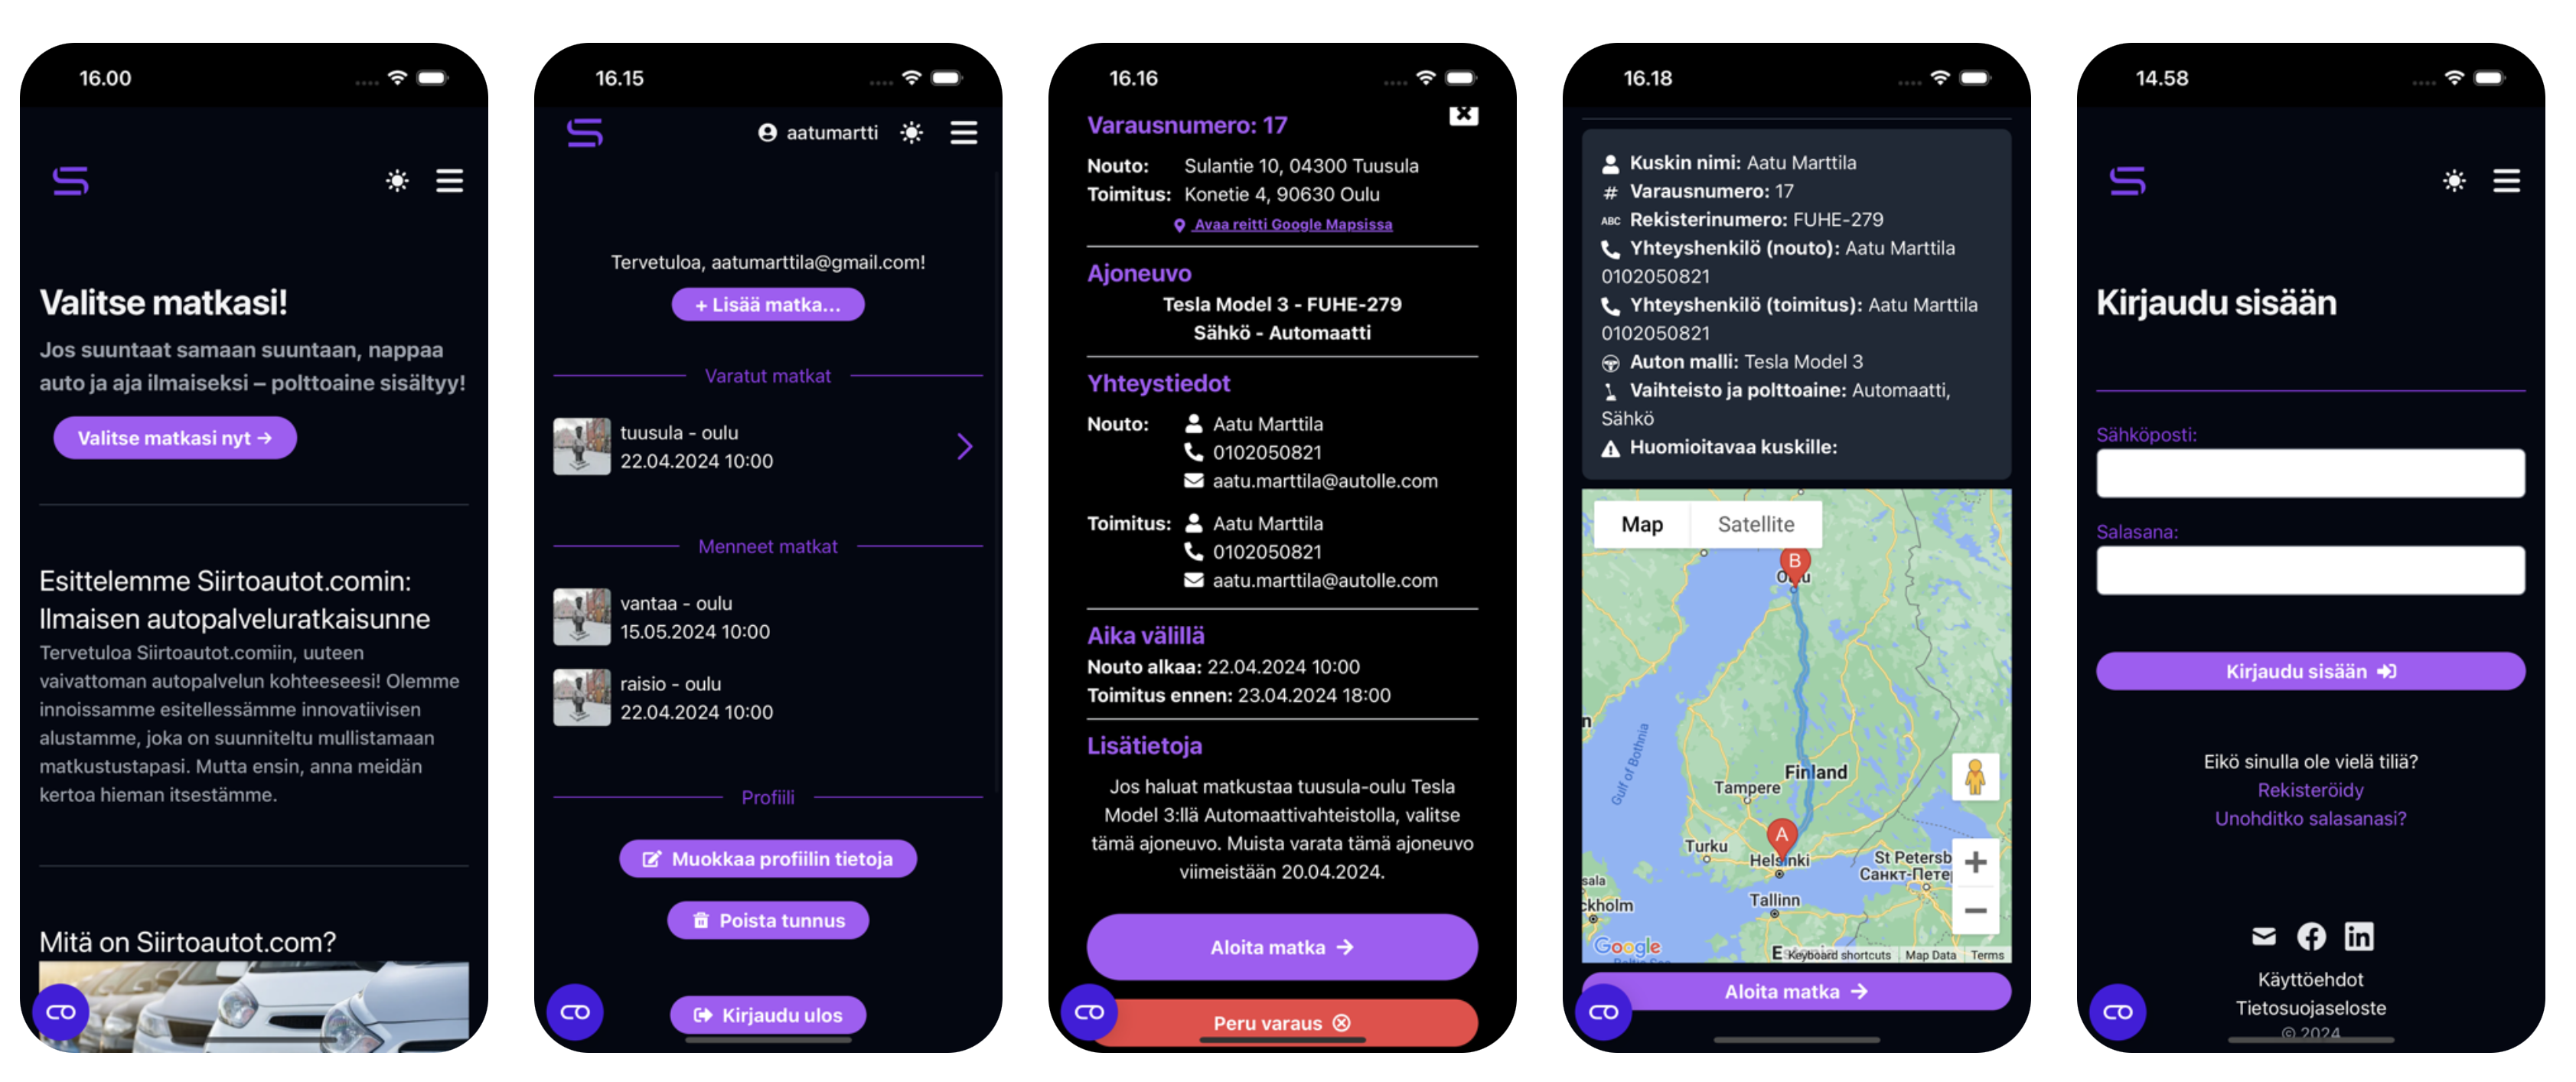 16.00
Valitse matkasi!
Jos suuntaat samaan suuntaan, nappaa
auto ja aja ilmaiseksi – polttoaine sisältyy!
Valitse matkasi nyt →
Esittelemme Siirtoautot.comin:
Ilmaisen autopalveluratkaisunne
Tervetuloa Siirtoautot.comiin, uuteen
vaivattoman autopalvelun kohteeseesi! Olemme
innoissamme esitellessämme innovatiivisen
alustamme, joka on suunniteltu mullistamaan
matkustustapasi. Mutta ensin, anna meidän
kertoa hieman itsestämme.
Mitä on Siirtoautot.com?
16.15
aatumartti
Tervetuloa, aatumarttila@gmail.com!
+ Lisää matka...
Varatut matkat
tuusula - oulu
22.04.2024 10:00
Menneet matkat
vantaa - oulu
15.05.2024 10:00
raisio - oulu
22.04.2024 10:00
Profiili
Muokkaa profiilin tietoja
Poista tunnus
Kirjaudu ulos
16.16
Varausnumero: 17
Nouto: Sulantie 10, 04300 Tuusula
Toimitus: Konetie 4, 90630 Oulu
Avaa reitti Google Mapsissa
Ajoneuvo
Tesla Model 3 - FUHE-279
Sähkö - Automaatti
Yhteystiedot
Nouto: Aatu Marttila
0102050821
aatu.marttila@autolle.com
Toimitus: Aatu Marttila
0102050821
aatu.marttila@autolle.com
Aika välillä
Nouto alkaa: 22.04.2024 10:00
Toimitus ennen: 23.04.2024 18:00
Lisätietoja
Jos haluat matkustaa tuusula-oulu Tesla
Model 3:llä Automaattivahteistolla, valitse
tämä ajoneuvo. Muista varata tämä ajoneuvo
viimeistään 20.04.2024.
Aloita matka →
Peru varaus
16.18
Kuskin nimi: Aatu Marttila
# Varausnumero: 17
ABC Rekisterinumero: FUHE-279
Yhteyshenkilö (nouto): Aatu Marttila
0102050821
Yhteyshenkilö (toimitus): Aatu Marttila
0102050821
Auton malli: Tesla Model 3
Vaihteisto ja polttoaine: Automaatti,
Sähkö
Huomioitavaa kuskille:
Map Satellite
B
Oulu
Gulf of Bothnia
Finland
Tampere
A
Turku
Helsinki
St Petersb
Санкт-Петер
sala
ckholm
Tallinn
Google
Keyboard shortcuts Map Data Terms
Aloita matka →
14.58
Kirjaudu sisään
Sähköposti:
Salasana:
Kirjaudu sisään
Eikö sinulla ole vielä tiliä?
Rekisteröidy
Unohditko salasanasi?
Käyttöehdot
Tietosuojaseloste
© 2024